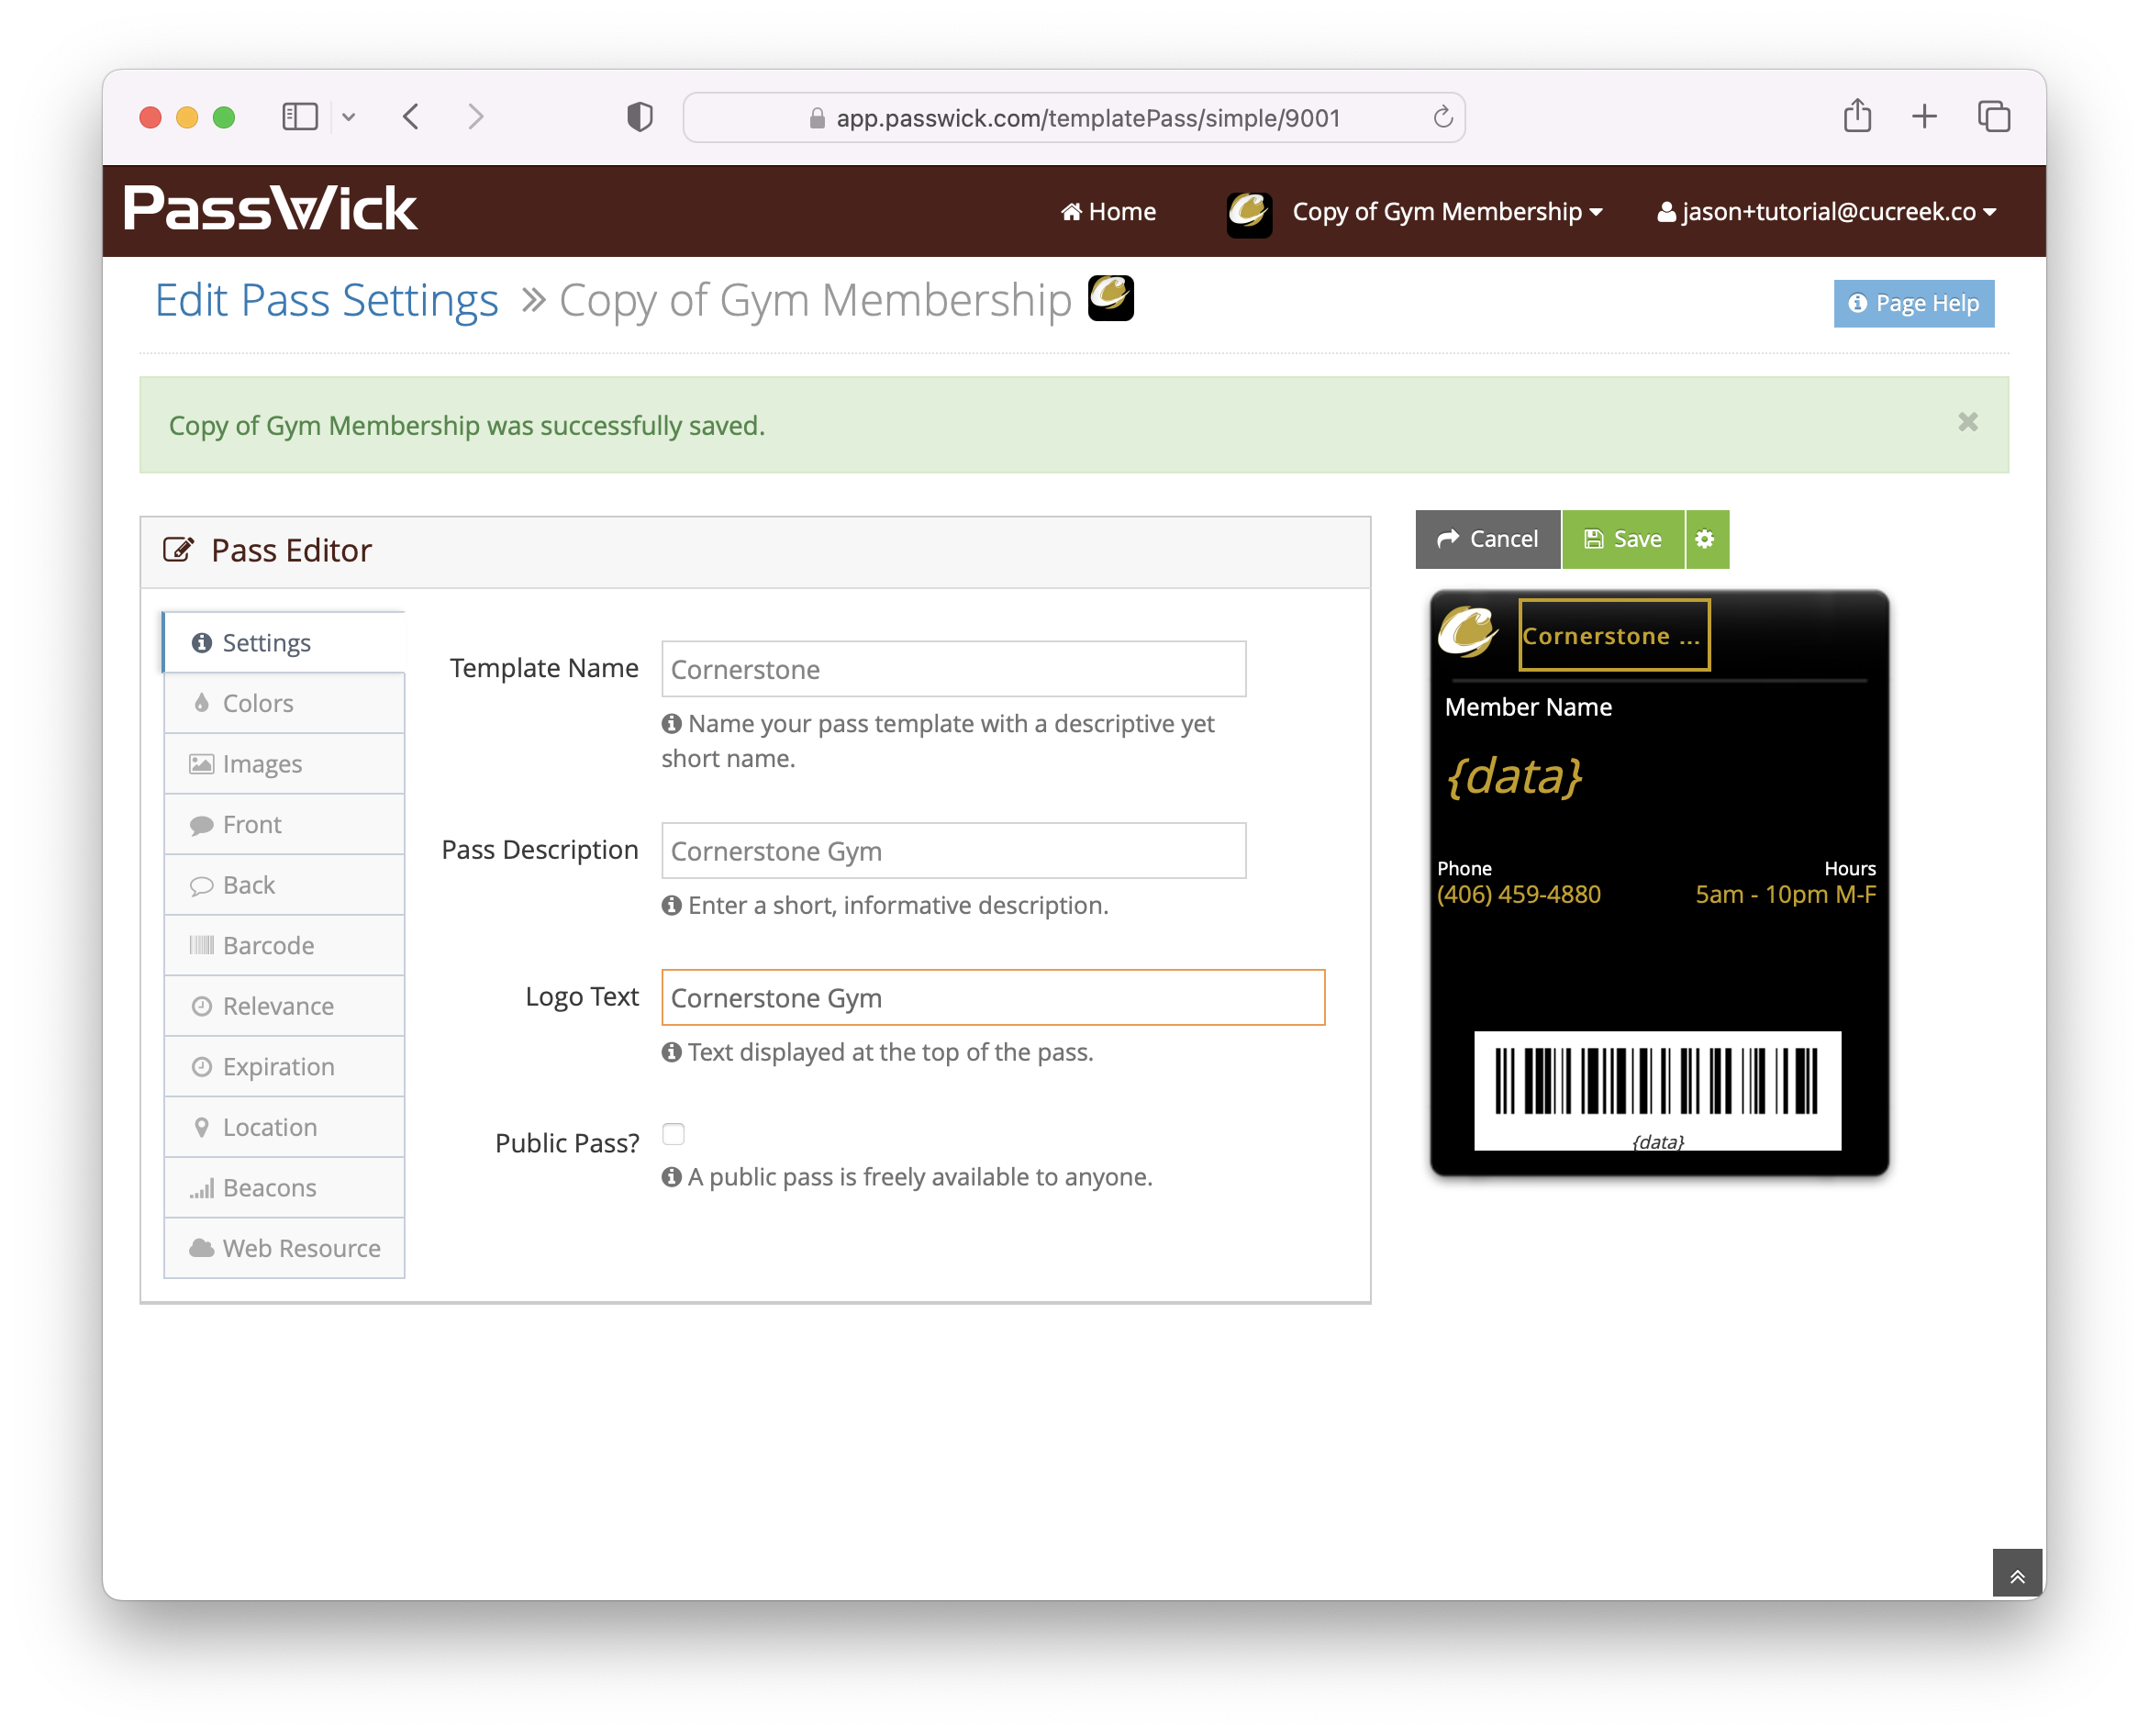 app.passwick.com/templatePass/simple/9001
PassWick
Home
Copy of Gym Membership
jason+tutorial@cucreek.co
Edit Pass Settings » Copy of Gym Membership
Page Help
Copy of Gym Membership was successfully saved.
Pass Editor
Cancel
Save
Settings
Colors
Images
Front
Back
Barcode
Relevance
Expiration
Location
Beacons
Web Resource
Template Name
Cornerstone
Name your pass template with a descriptive yet
short name.
Pass Description
Cornerstone Gym
Enter a short, informative description.
Logo Text
Cornerstone Gym
Text displayed at the top of the pass.
Public Pass?
A public pass is freely available to anyone.
Cornerstone ...
Member Name
{data}
Phone
Hours
(406) 459-4880
5am - 10pm M-F
{data}